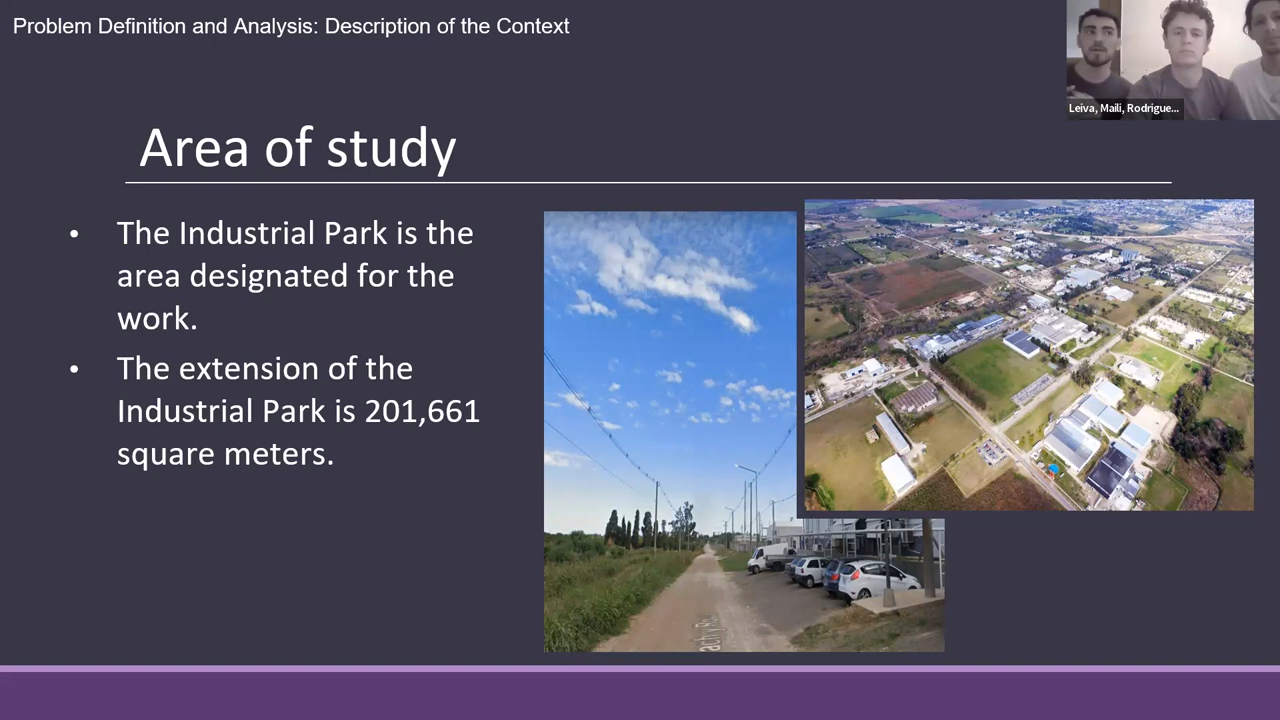 Problem Definition and Analysis: Description of the Context
Leiva, Maili, Rodrigue...
Area of study
• The Industrial Park is the
area designated for the
work.
• The extension of the
Industrial Park is 201,661
square meters.